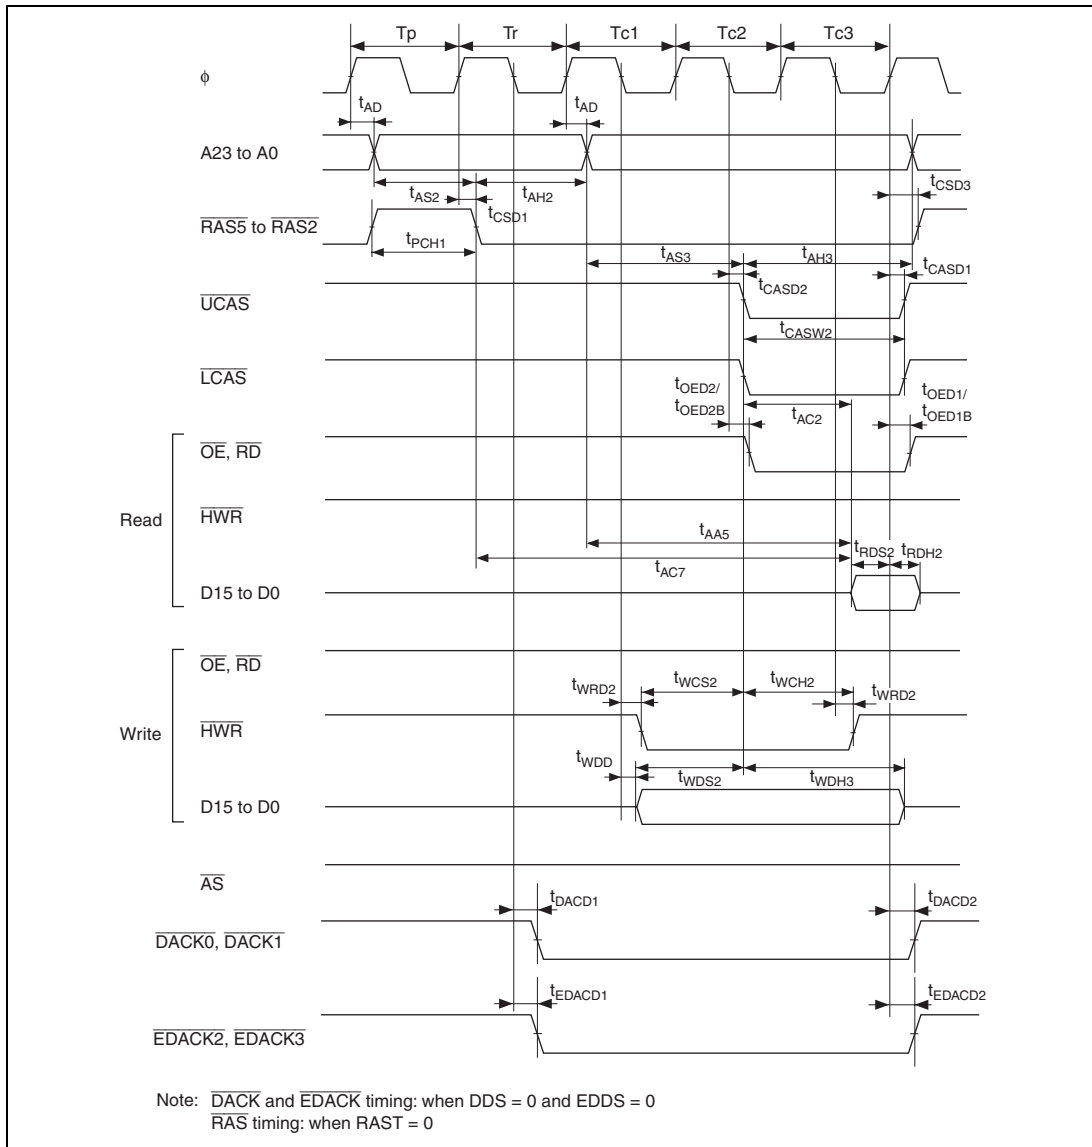 Tp Tr Tc1 Tc2 Tc3
ϕ
tAD tAD
A23 to A0
tAS2 tAH2 tCSD3
tCSD1
RAS5 to RAS2
tPCH1
tAS3 tAH3
tCASD1
tCASD2
UCAS
tCASW2
LCAS
tOED2/ tOED1/
tOED2B tAC2 tOED1B
OE, RD
Read
HWR
tAA5
tRDS2 tRDH2
tAC7
D15 to D0
OE, RD
tWCS2 tWCH2
tWRD2 tWRD2
Write
HWR
tWDD
tWDS2 tWDH3
D15 to D0
AS
tDACD1 tDACD2
DACK0, DACK1
tEDACD1 tEDACD2
EDACK2, EDACK3
Note: DACK and EDACK timing: when DDS = 0 and EDDS = 0
RAS timing: when RAST = 0